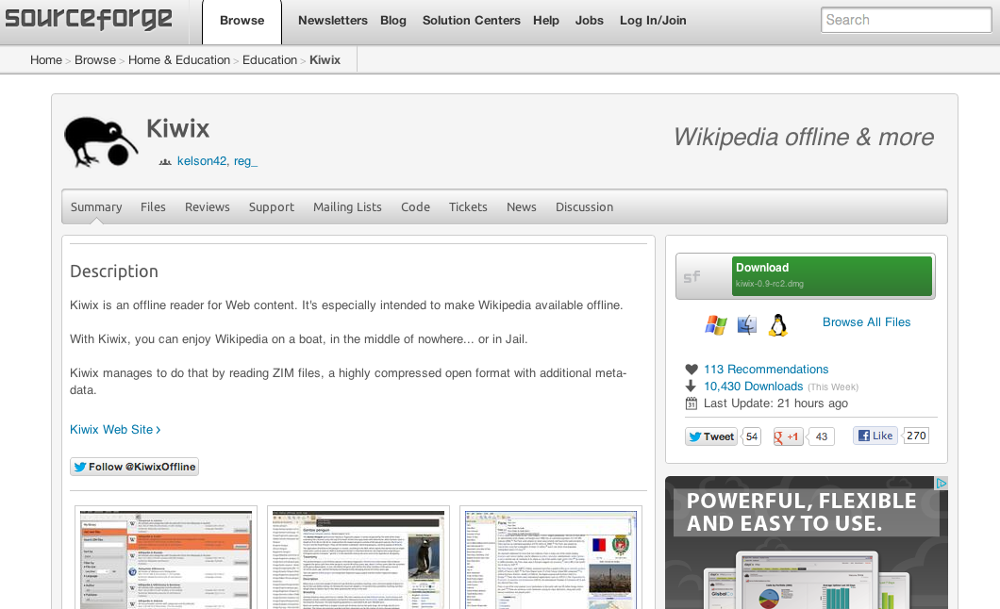 sourceforge
Browse
Newsletters Blog Solution Centers Help Jobs Log In/Join
Search
Home > Browse > Home & Education > Education > Kiwix
Kiwix
kelson42, reg_
Wikipedia offline & more
Summary Files Reviews Support Mailing Lists Code Tickets News Discussion
Description
Kiwix is an offline reader for Web content. It's especially intended to make Wikipedia available offline.
With Kiwix, you can enjoy Wikipedia on a boat, in the middle of nowhere... or in Jail.
Kiwix manages to do that by reading ZIM files, a highly compressed open format with additional meta-
data.
Kiwix Web Site ›
Follow @KiwixOffline
sf
Download
kiwix-0.9-rc2.dmg
Browse All Files
113 Recommendations
10,430 Downloads (This Week)
31 Last Update: 21 hours ago
Tweet 54 +1 43 Like 270
POWERFUL, FLEXIBLE
AND EASY TO USE.